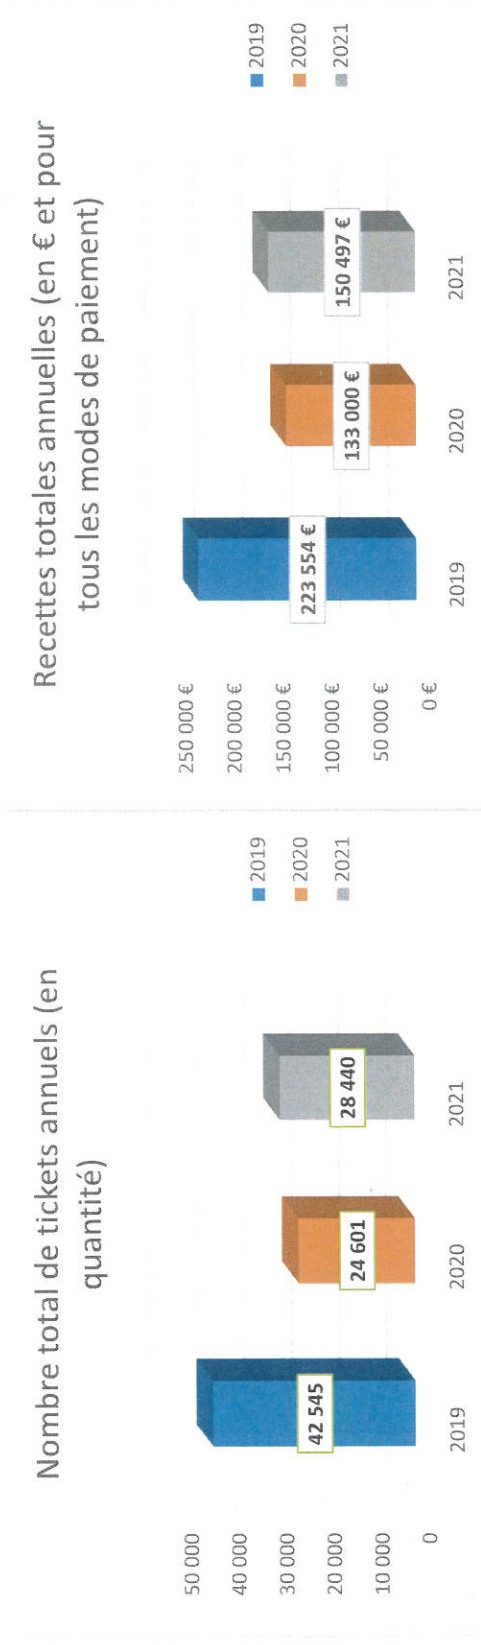 Nombre total de tickets annuels (en
quantité)
50 000
40 000
30 000
20 000
10 000
0
42 545
24 601
28 440
2019
2020
2021
2019
2020
2021
Recettes totales annuelles (en € et pour
tous les modes de paiement)
250 000 €
200 000 €
150 000 €
100 000 €
50 000 €
0 €
223 554 €
133 000 €
150 497 €
2019
2020
2021
2019
2020
2021